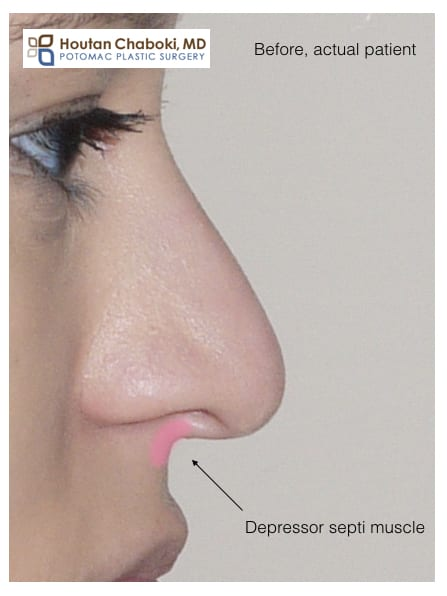 Houtan Chaboki, MD
POTOMAC PLASTIC SURGERY
Before, actual patient
Depressor septi muscle